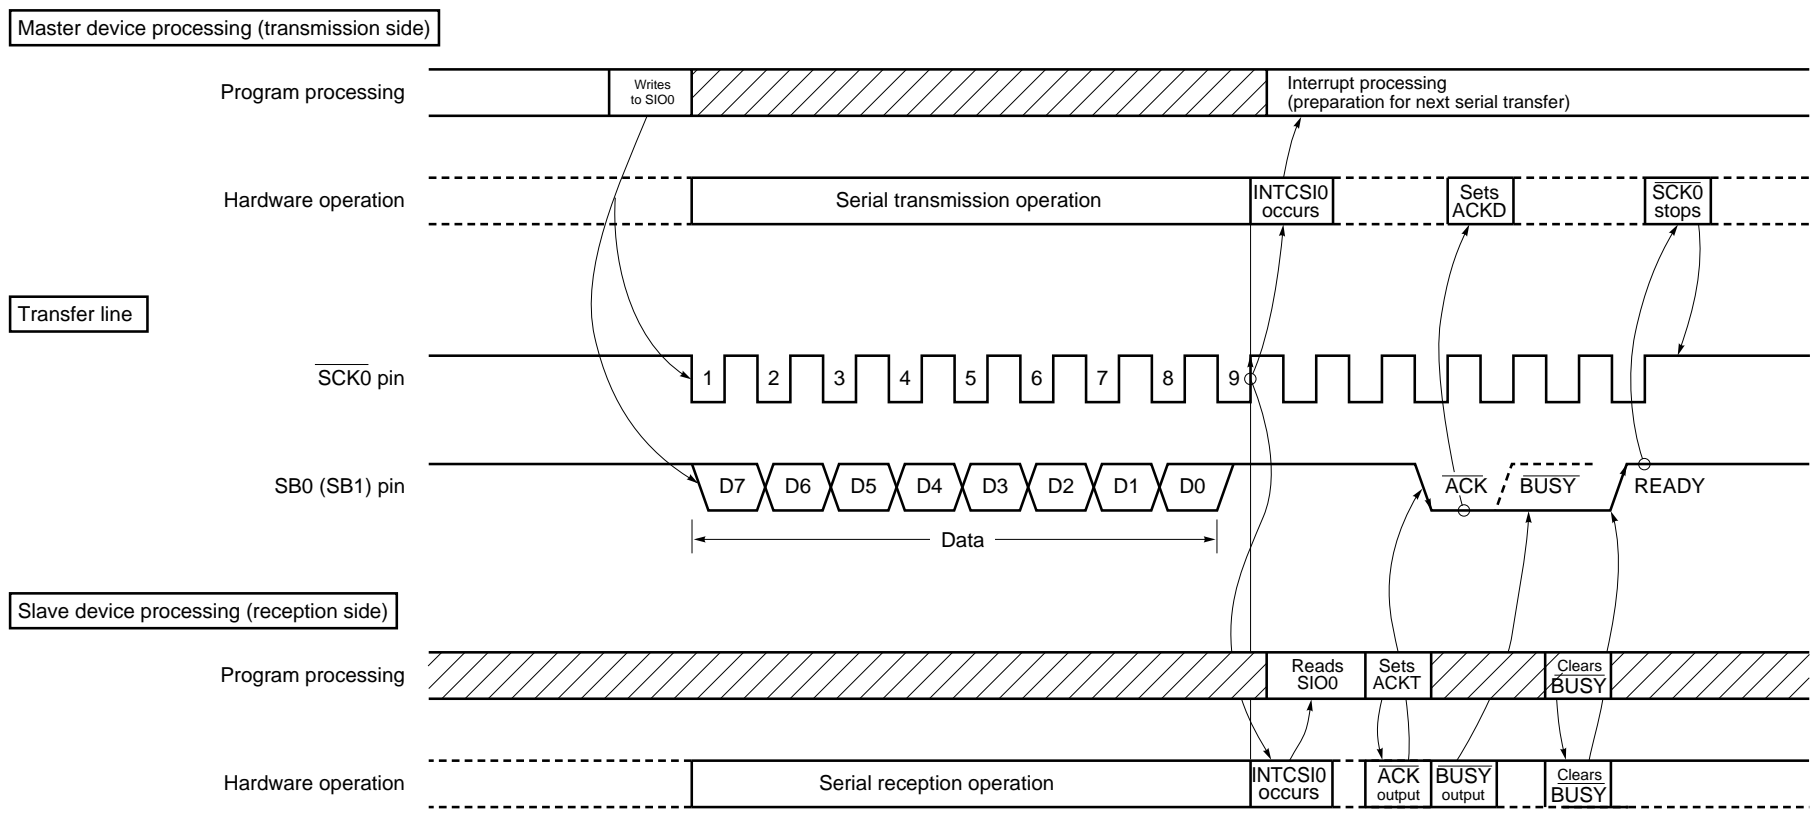 Master device processing (transmission side)
Program processing
Writes
to SIO0
Interrupt processing
(preparation for next serial transfer)
Hardware operation
Serial transmission operation
INTCSI0
occurs
Sets
ACKD
SCK0
stops
Transfer line
SCK0 pin
1 2 3 4 5 6 7 8 9
SB0 (SB1) pin
D7 D6 D5 D4 D3 D2 D1 D0
ACK
BUSY
READY
Data
Slave device processing (reception side)
Program processing
Reads
SIO0
Sets
ACKT
Clears
BUSY
Hardware operation
Serial reception operation
INTCSI0
occurs
ACK
output
BUSY
output
Clears
BUSY